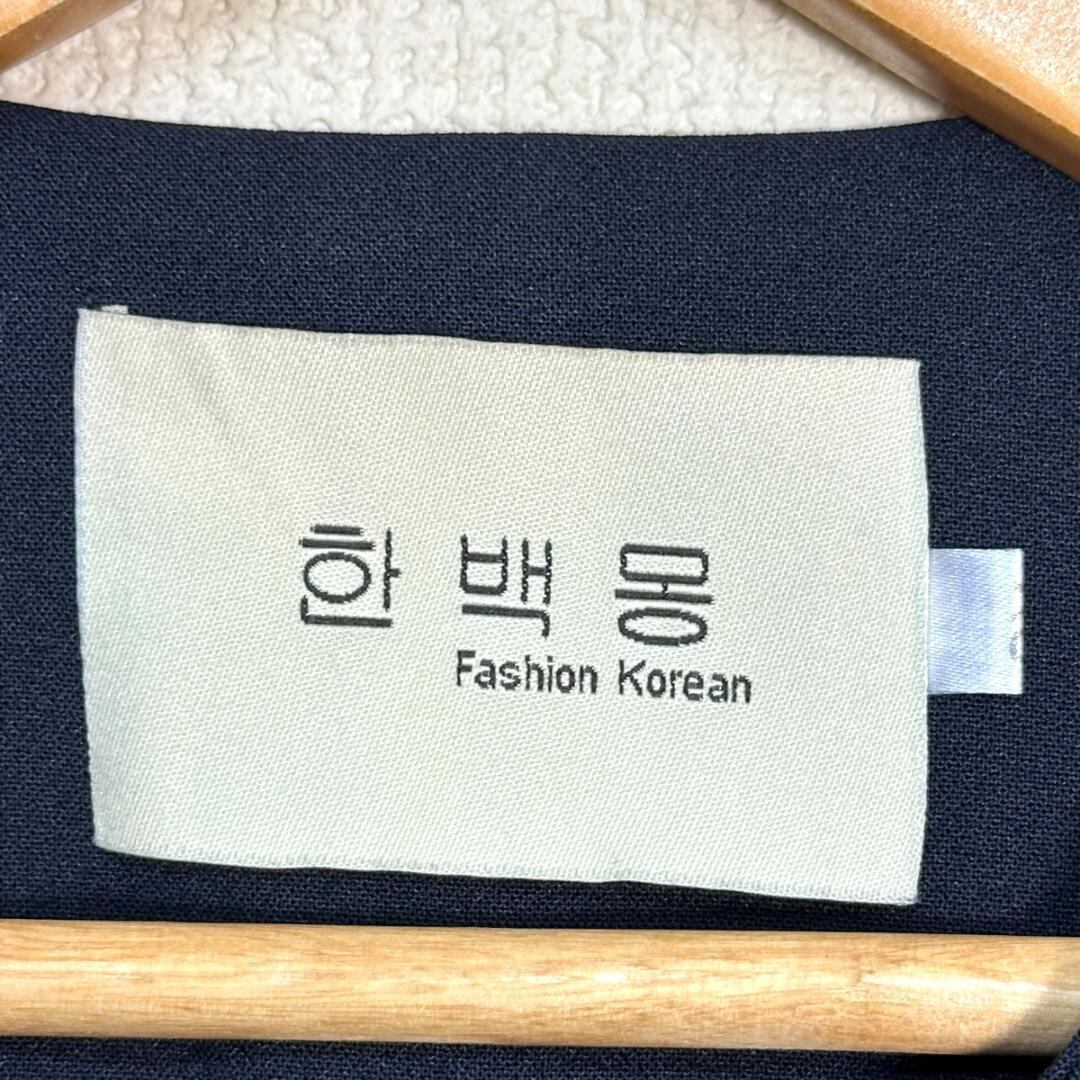 한 백 몽
Fashion Korean